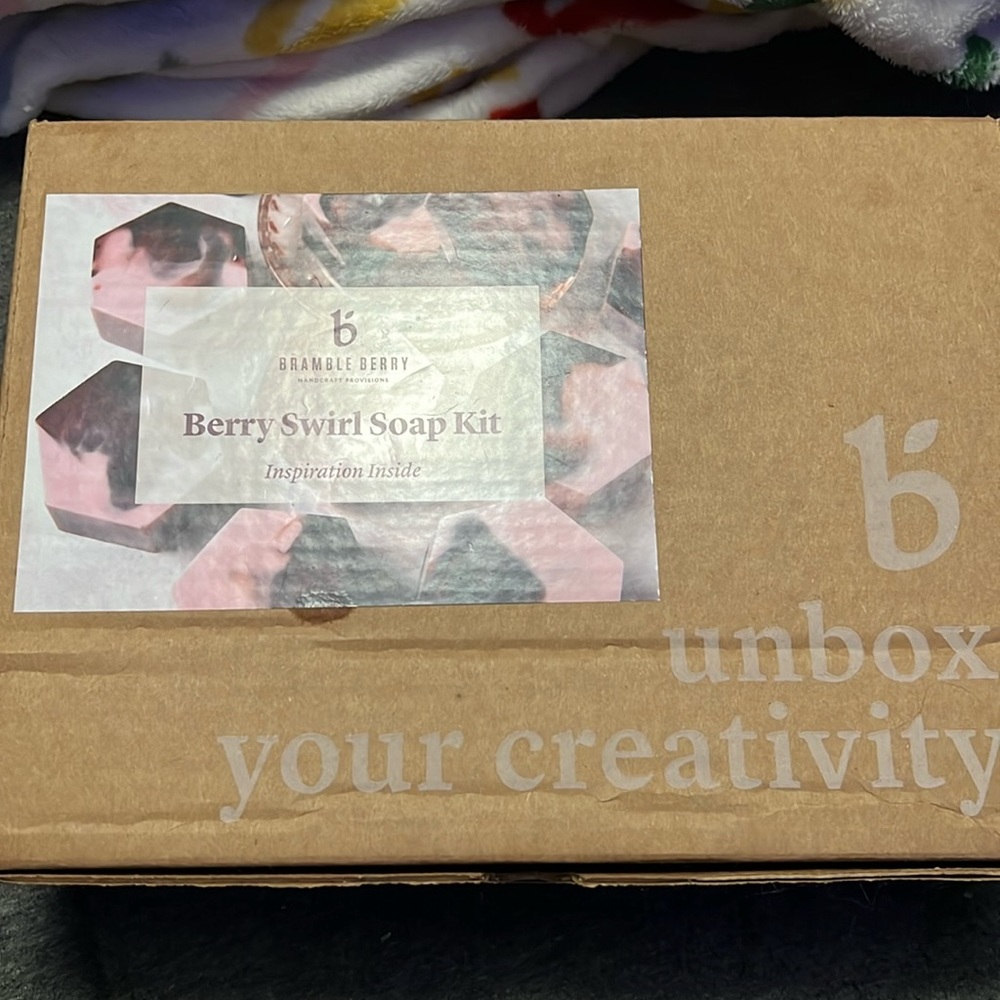 b
BRAMBLE BERRY
HANDCRAFT PROVISIONS
Berry Swirl Soap Kit
Inspiration Inside
b
unbox
your creativity